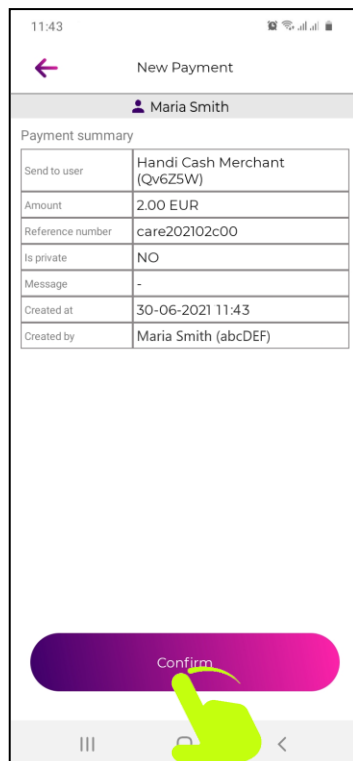 11:43
New Payment
Maria Smith
Payment summary
Send to user Handi Cash Merchant
(Qv6Z5W)
Amount 2.00 EUR
Reference number care202102c00
Is private NO
Message -
Created at 30-06-2021 11:43
Created by Maria Smith (abcDEF)
Confirm